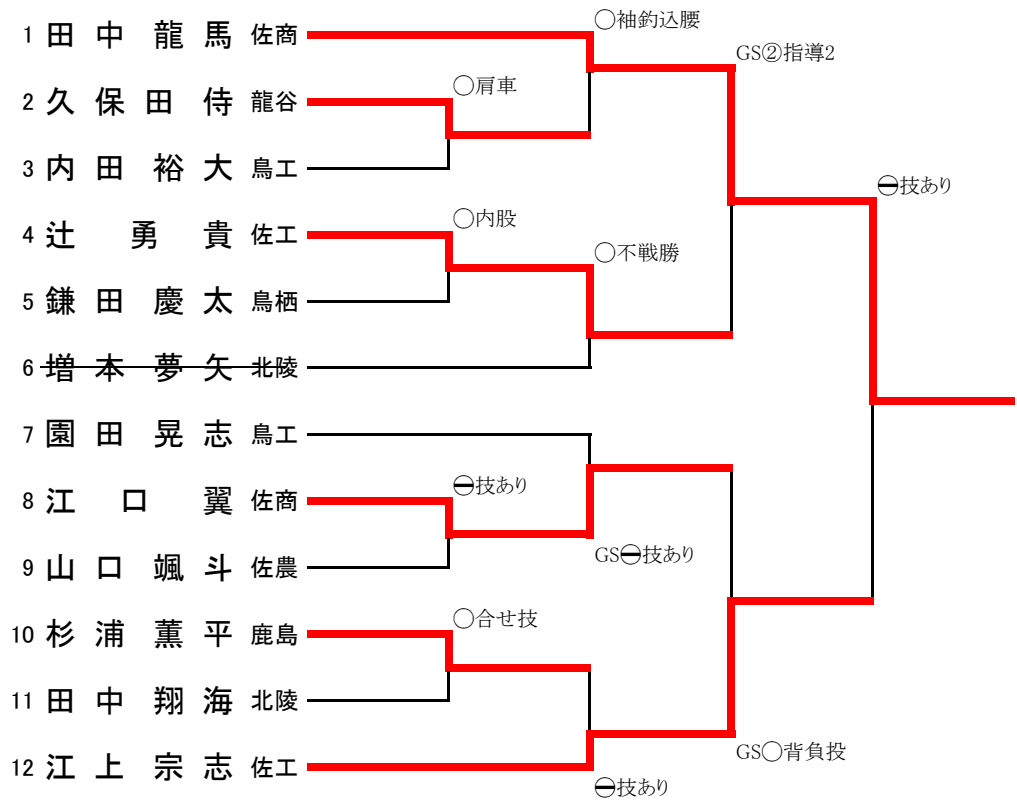 ○袖釣込腰
1 田中 龍馬 佐商
GS②指導2
○肩車
2 久保田侍 龍谷
3 内田 裕大 鳥工
⊖技あり
○内股
4 辻 勇貴 佐工
○不戦勝
5 鎌田 慶太 鳥栖
6 増本 夢矢 北陵
7 園田 晃志 鳥工
⊖技あり
8 江口 翼 佐商
GS⊖技あり
9 山口 颯斗 佐農
○合せ技
10 杉浦 薫平 鹿島
11 田中 翔海 北陵
GS○背負投
12 江上 宗志 佐工
⊖技あり